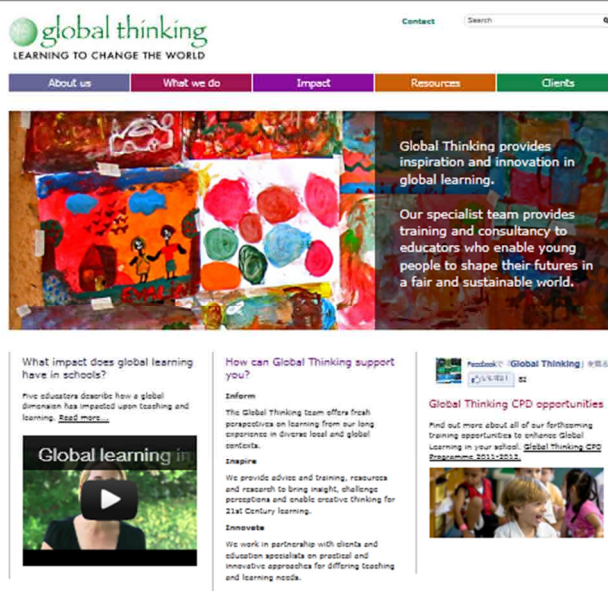 global thinking
LEARNING TO CHANGE THE WORLD
Contact
Search
About us
What we do
Impact
Resources
Clients
Global Thinking provides
inspiration and innovation in
global learning.
Our specialist team provides
training and consultancy to
educators who enable young
people to shape their futures in
a fair and sustainable world.
What impact does global learning
have in schools?
Five educators describe how a global
dimension has impacted upon teaching and
learning. Read more...
Global learning in
How can Global Thinking support
you?
Inform
The Global Thinking team offers fresh
perspectives on learning from our long
experience in diverse local and global
contexts.
Inspire
We provide advice and training, resources
and research to bring insight, challenge
perceptions and enable creative thinking for
21st Century learning.
Innovate
We work in partnership with clients and
education specialists on practical and
innovative approaches for differing teaching
and learning needs.
Facebookで「Global Thinking」
Global Thinking CPD opportunities
Find out more about all of our forthcoming
training opportunities to enhance Global
Learning in your school. Global Thinking CPD
Programme 2011-2012.